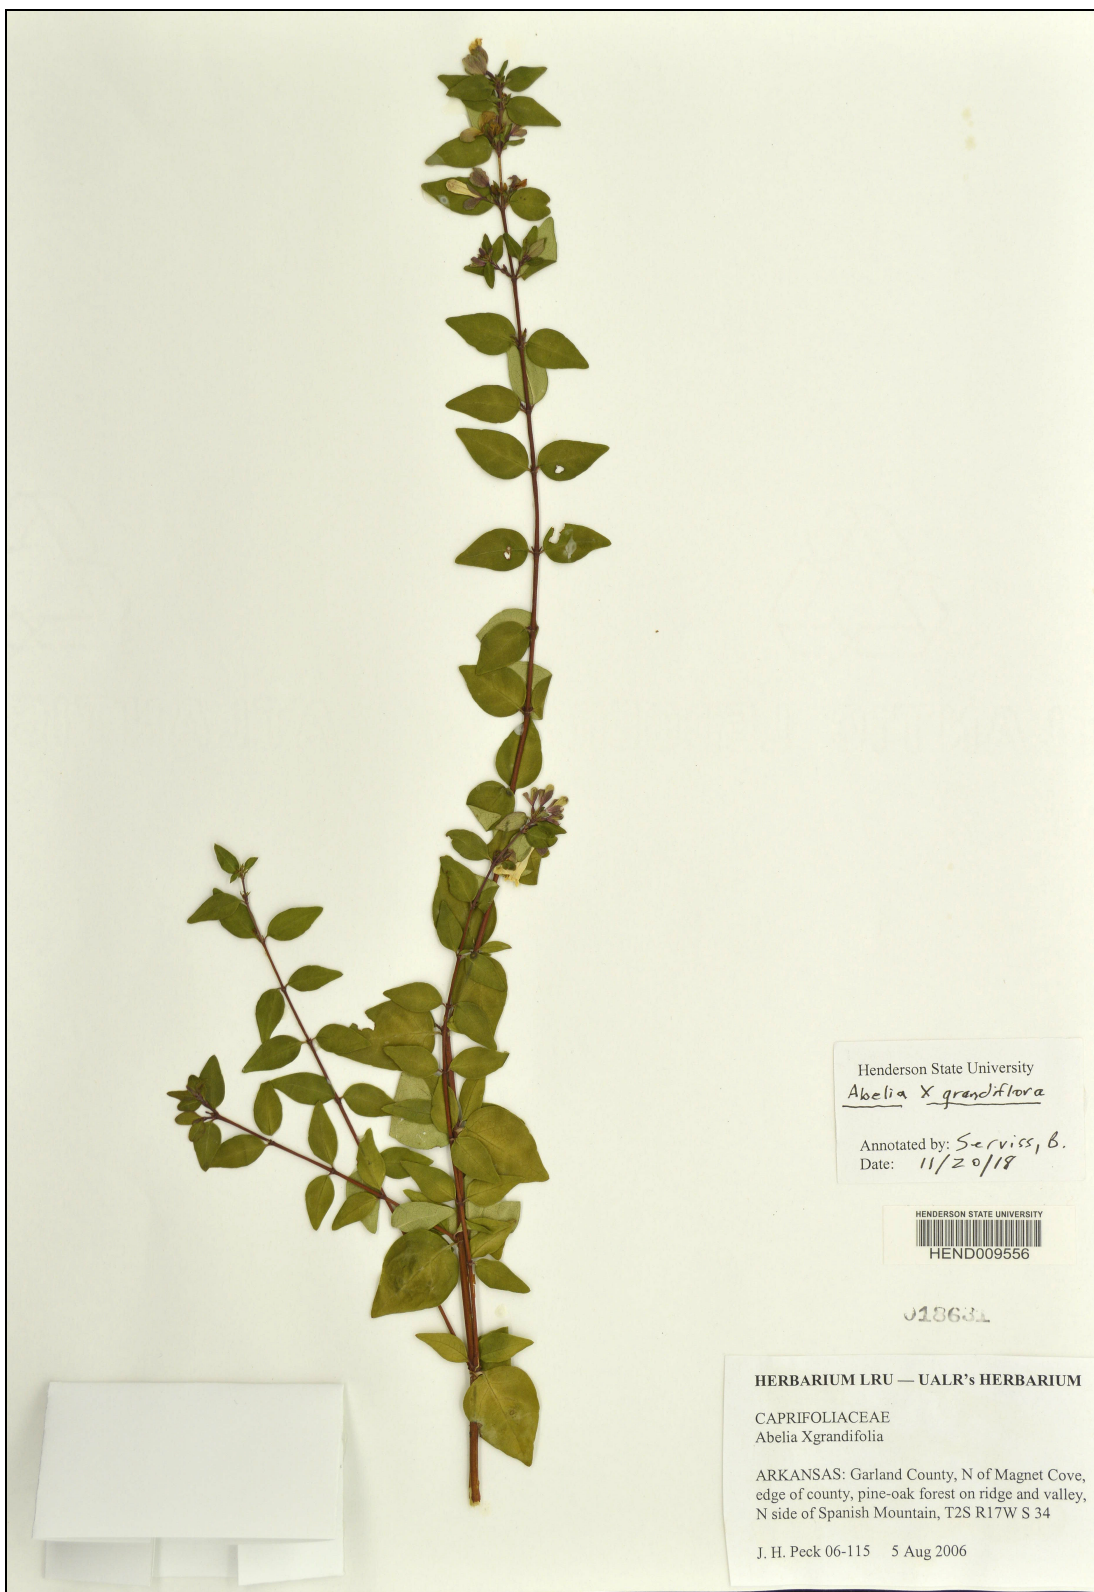 Henderson State University
Abelia X grandiflora
Annotated by: Serviss, B.
Date: 11/20/18
HENDERSON STATE UNIVERSITY
HEND009556
018631
HERBARIUM LRU — UALR's HERBARIUM
CAPRIFOLIACEAE
Abelia Xgrandifolia
ARKANSAS: Garland County, N of Magnet Cove,
edge of county, pine-oak forest on ridge and valley,
N side of Spanish Mountain, T2S R17W S 34
J. H. Peck 06-115 5 Aug 2006